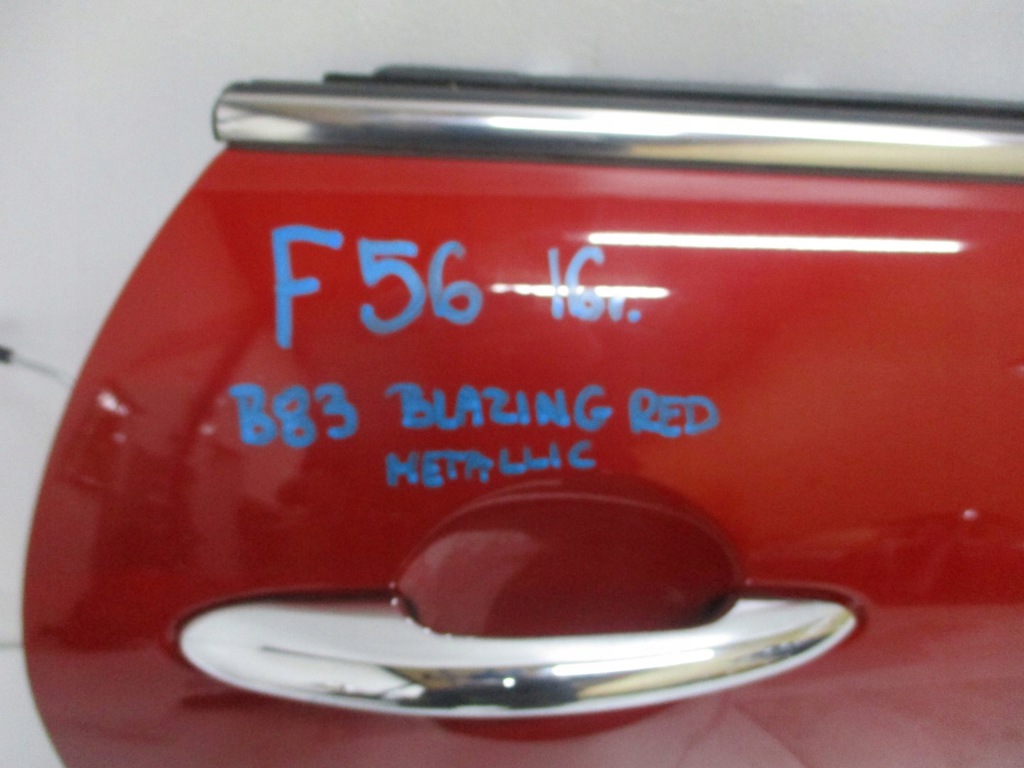 F56 16r.
B83 BLAZING RED
METALLIC